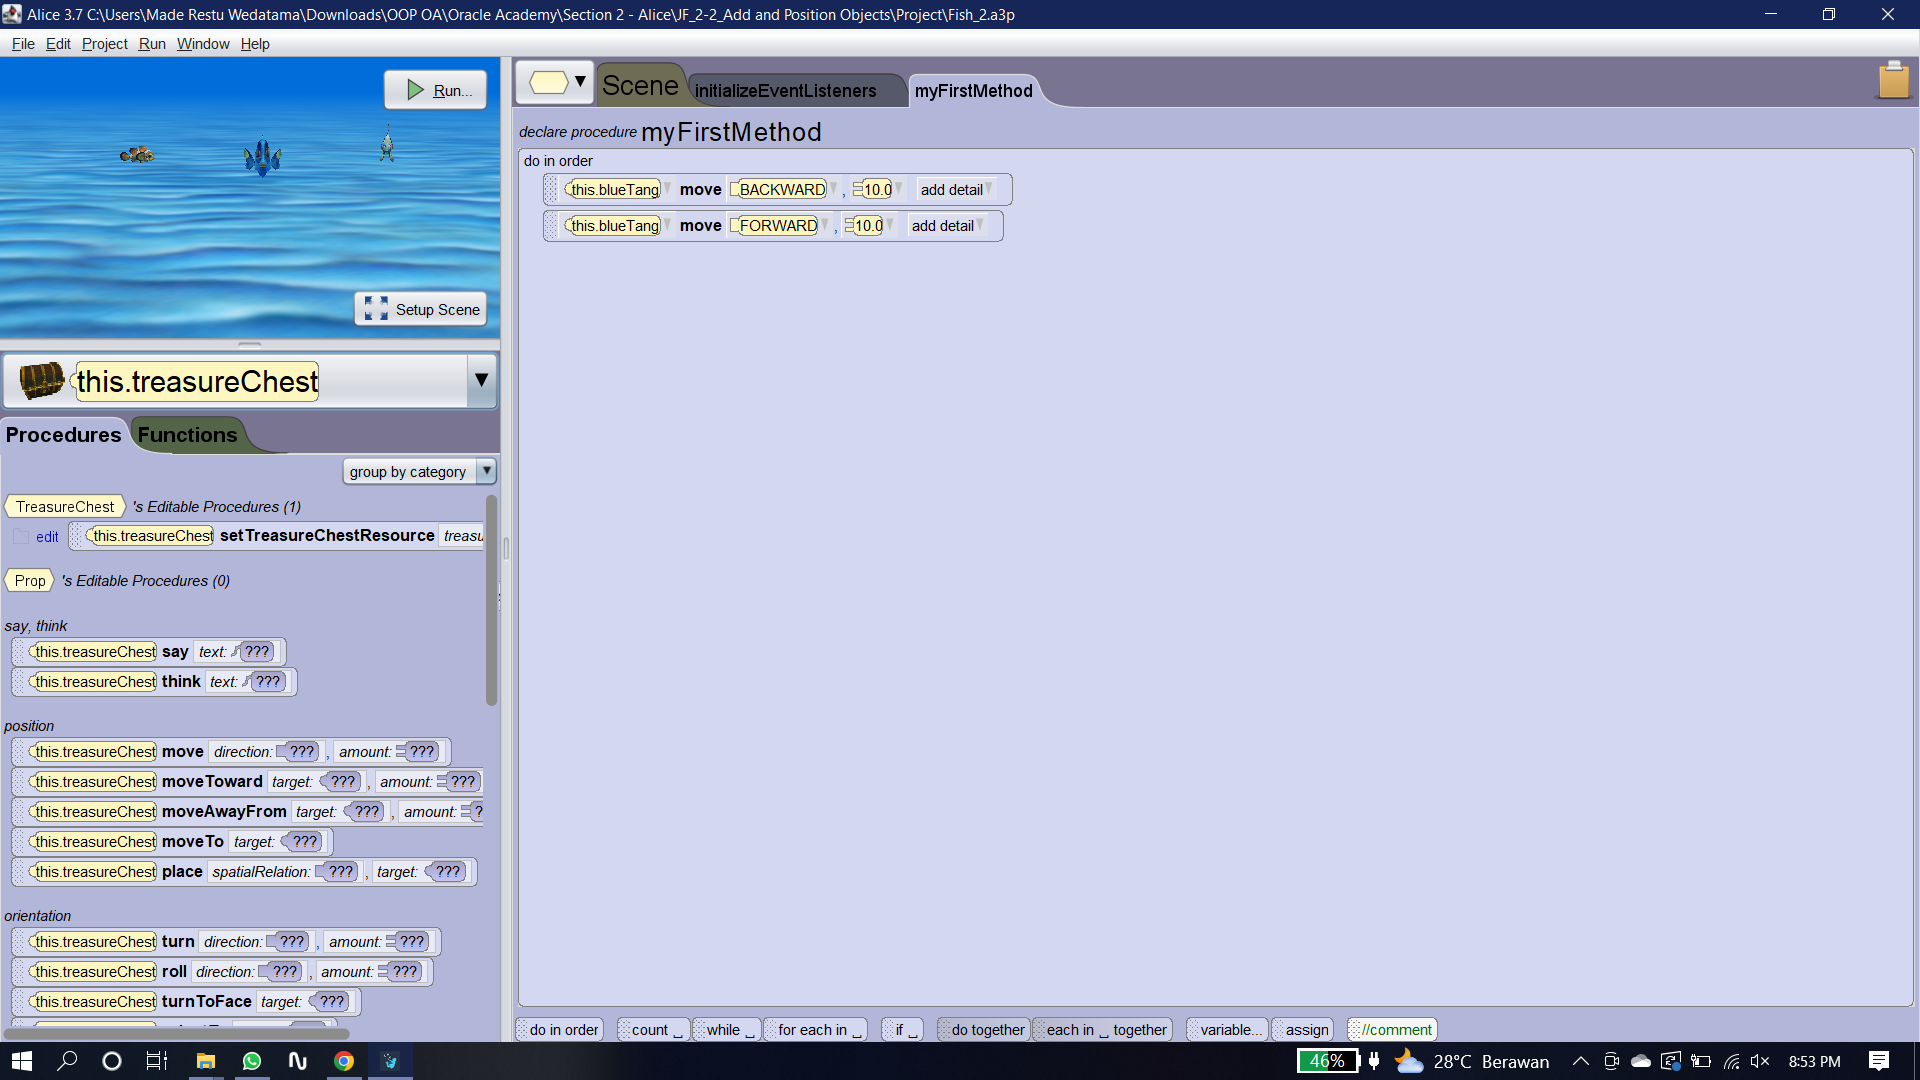 Alice 3.7 C:\Users\Made Restu Wedatama\Downloads\OOP OA\Oracle Academy\Section 2 - Alice\JF_2-2_Add and Position Objects\Project\Fish_2.a3p
File Edit Project Run Window Help
Run...
Setup Scene
this.treasureChest
Procedures Functions
group by category
TreasureChest 's Editable Procedures (1)
edit this.treasureChest setTreasureChestResource treasu
Prop 's Editable Procedures (0)
say, think
this.treasureChest say text: ???
this.treasureChest think text: ???
position
this.treasureChest move direction: ??? , amount: ???
this.treasureChest moveToward target: ??? , amount: ???
this.treasureChest moveAwayFrom target: ??? , amount: ?
this.treasureChest moveTo target: ???
this.treasureChest place spatialRelation: ??? , target: ???
orientation
this.treasureChest turn direction: ??? , amount: ???
this.treasureChest roll direction: ??? , amount: ???
this.treasureChest turnToFace target: ???
Scene initializeEventListeners myFirstMethod
declare procedure myFirstMethod
do in order
this.blueTang move BACKWARD , 10.0 add detail
this.blueTang move FORWARD , 10.0 add detail
do in order count _ while _ for each in _ if _ do together each in _ together variable... assign //comment
46% 28°C Berawan 8:53 PM